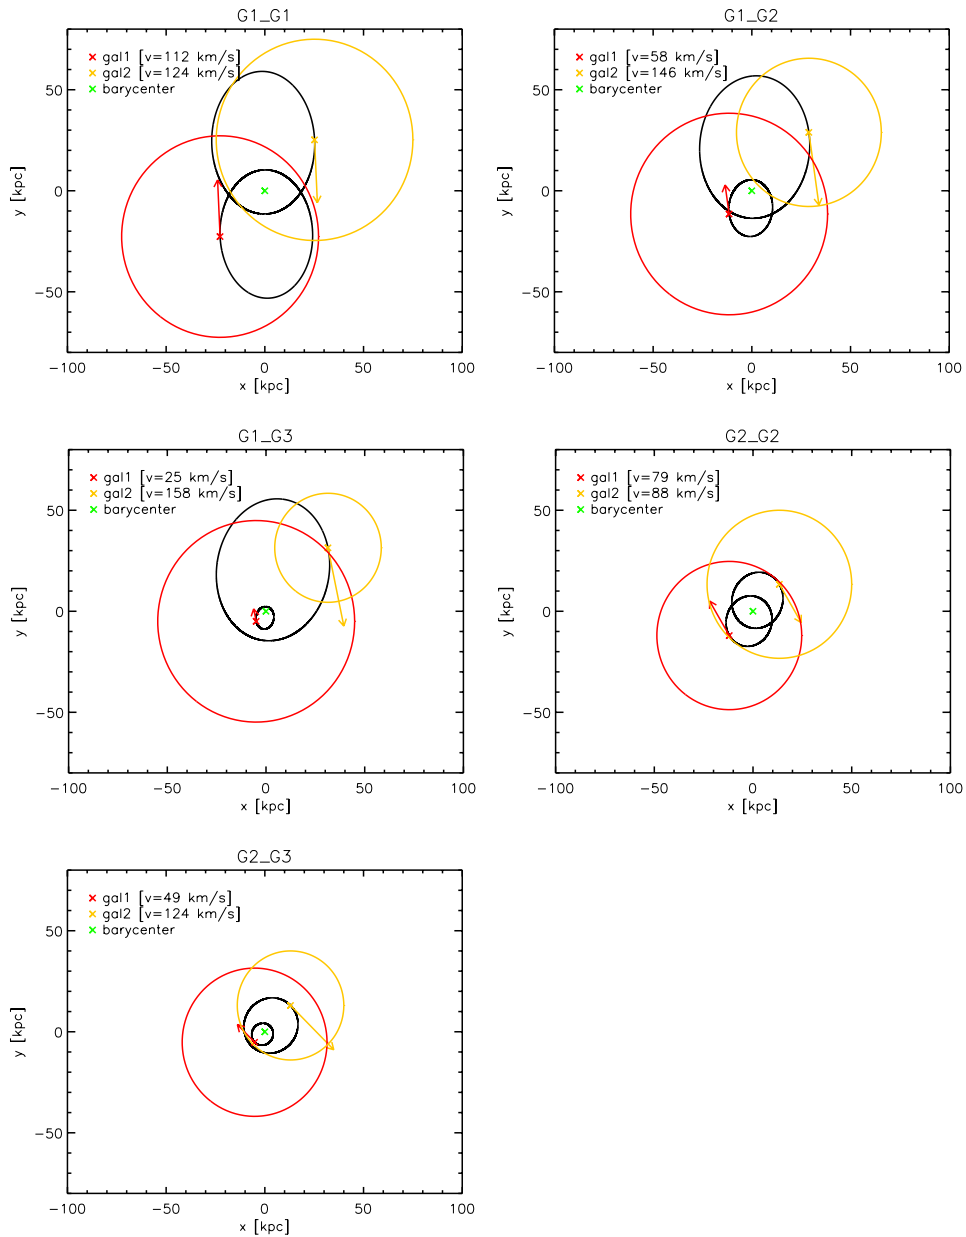 G1_G1
gal1 [v=112 km/s]
gal2 [v=124 km/s]
barycenter
50
0
−50
y [kpc]
−100 −50 0 50 100
x [kpc]
G1_G2
gal1 [v=58 km/s]
gal2 [v=146 km/s]
barycenter
50
0
−50
y [kpc]
−100 −50 0 50 100
x [kpc]
G1_G3
gal1 [v=25 km/s]
gal2 [v=158 km/s]
barycenter
50
0
−50
y [kpc]
−100 −50 0 50 100
x [kpc]
G2_G2
gal1 [v=79 km/s]
gal2 [v=88 km/s]
barycenter
50
0
−50
y [kpc]
−100 −50 0 50 100
x [kpc]
G2_G3
gal1 [v=49 km/s]
gal2 [v=124 km/s]
barycenter
50
0
−50
y [kpc]
−100 −50 0 50 100
x [kpc]